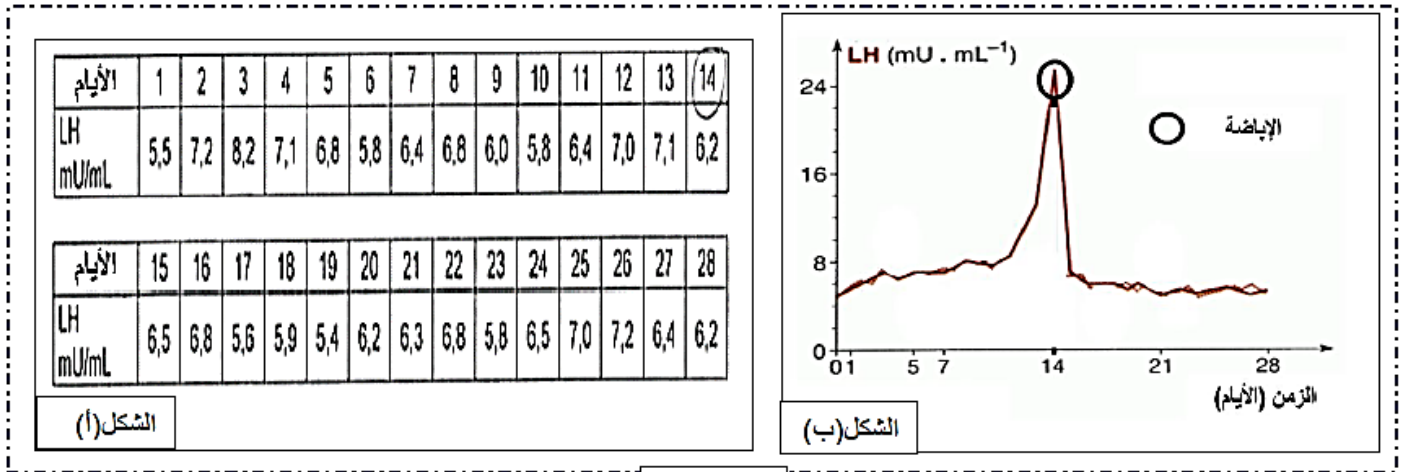 الأيام 1 2 3 4 5 6 7 8 9 10 11 12 13 14
LH mU/mL 5,5 7,2 8,2 7,1 6,8 5,8 6,4 6,8 6,0 5,8 6,4 7,0 7,1 6,2
الأيام 15 16 17 18 19 20 21 22 23 24 25 26 27 28
LH mU/mL 6,5 6,8 5,6 5,9 5,4 6,2 6,3 6,8 5,8 6,5 7,0 7,2 6,4 6,2
الشكل(أ)
LH (mU . mL⁻¹)
24
16
8
0
0 1 5 7 14 21 28
الإباضة
الزمن (الأيام)
الشكل(ب)